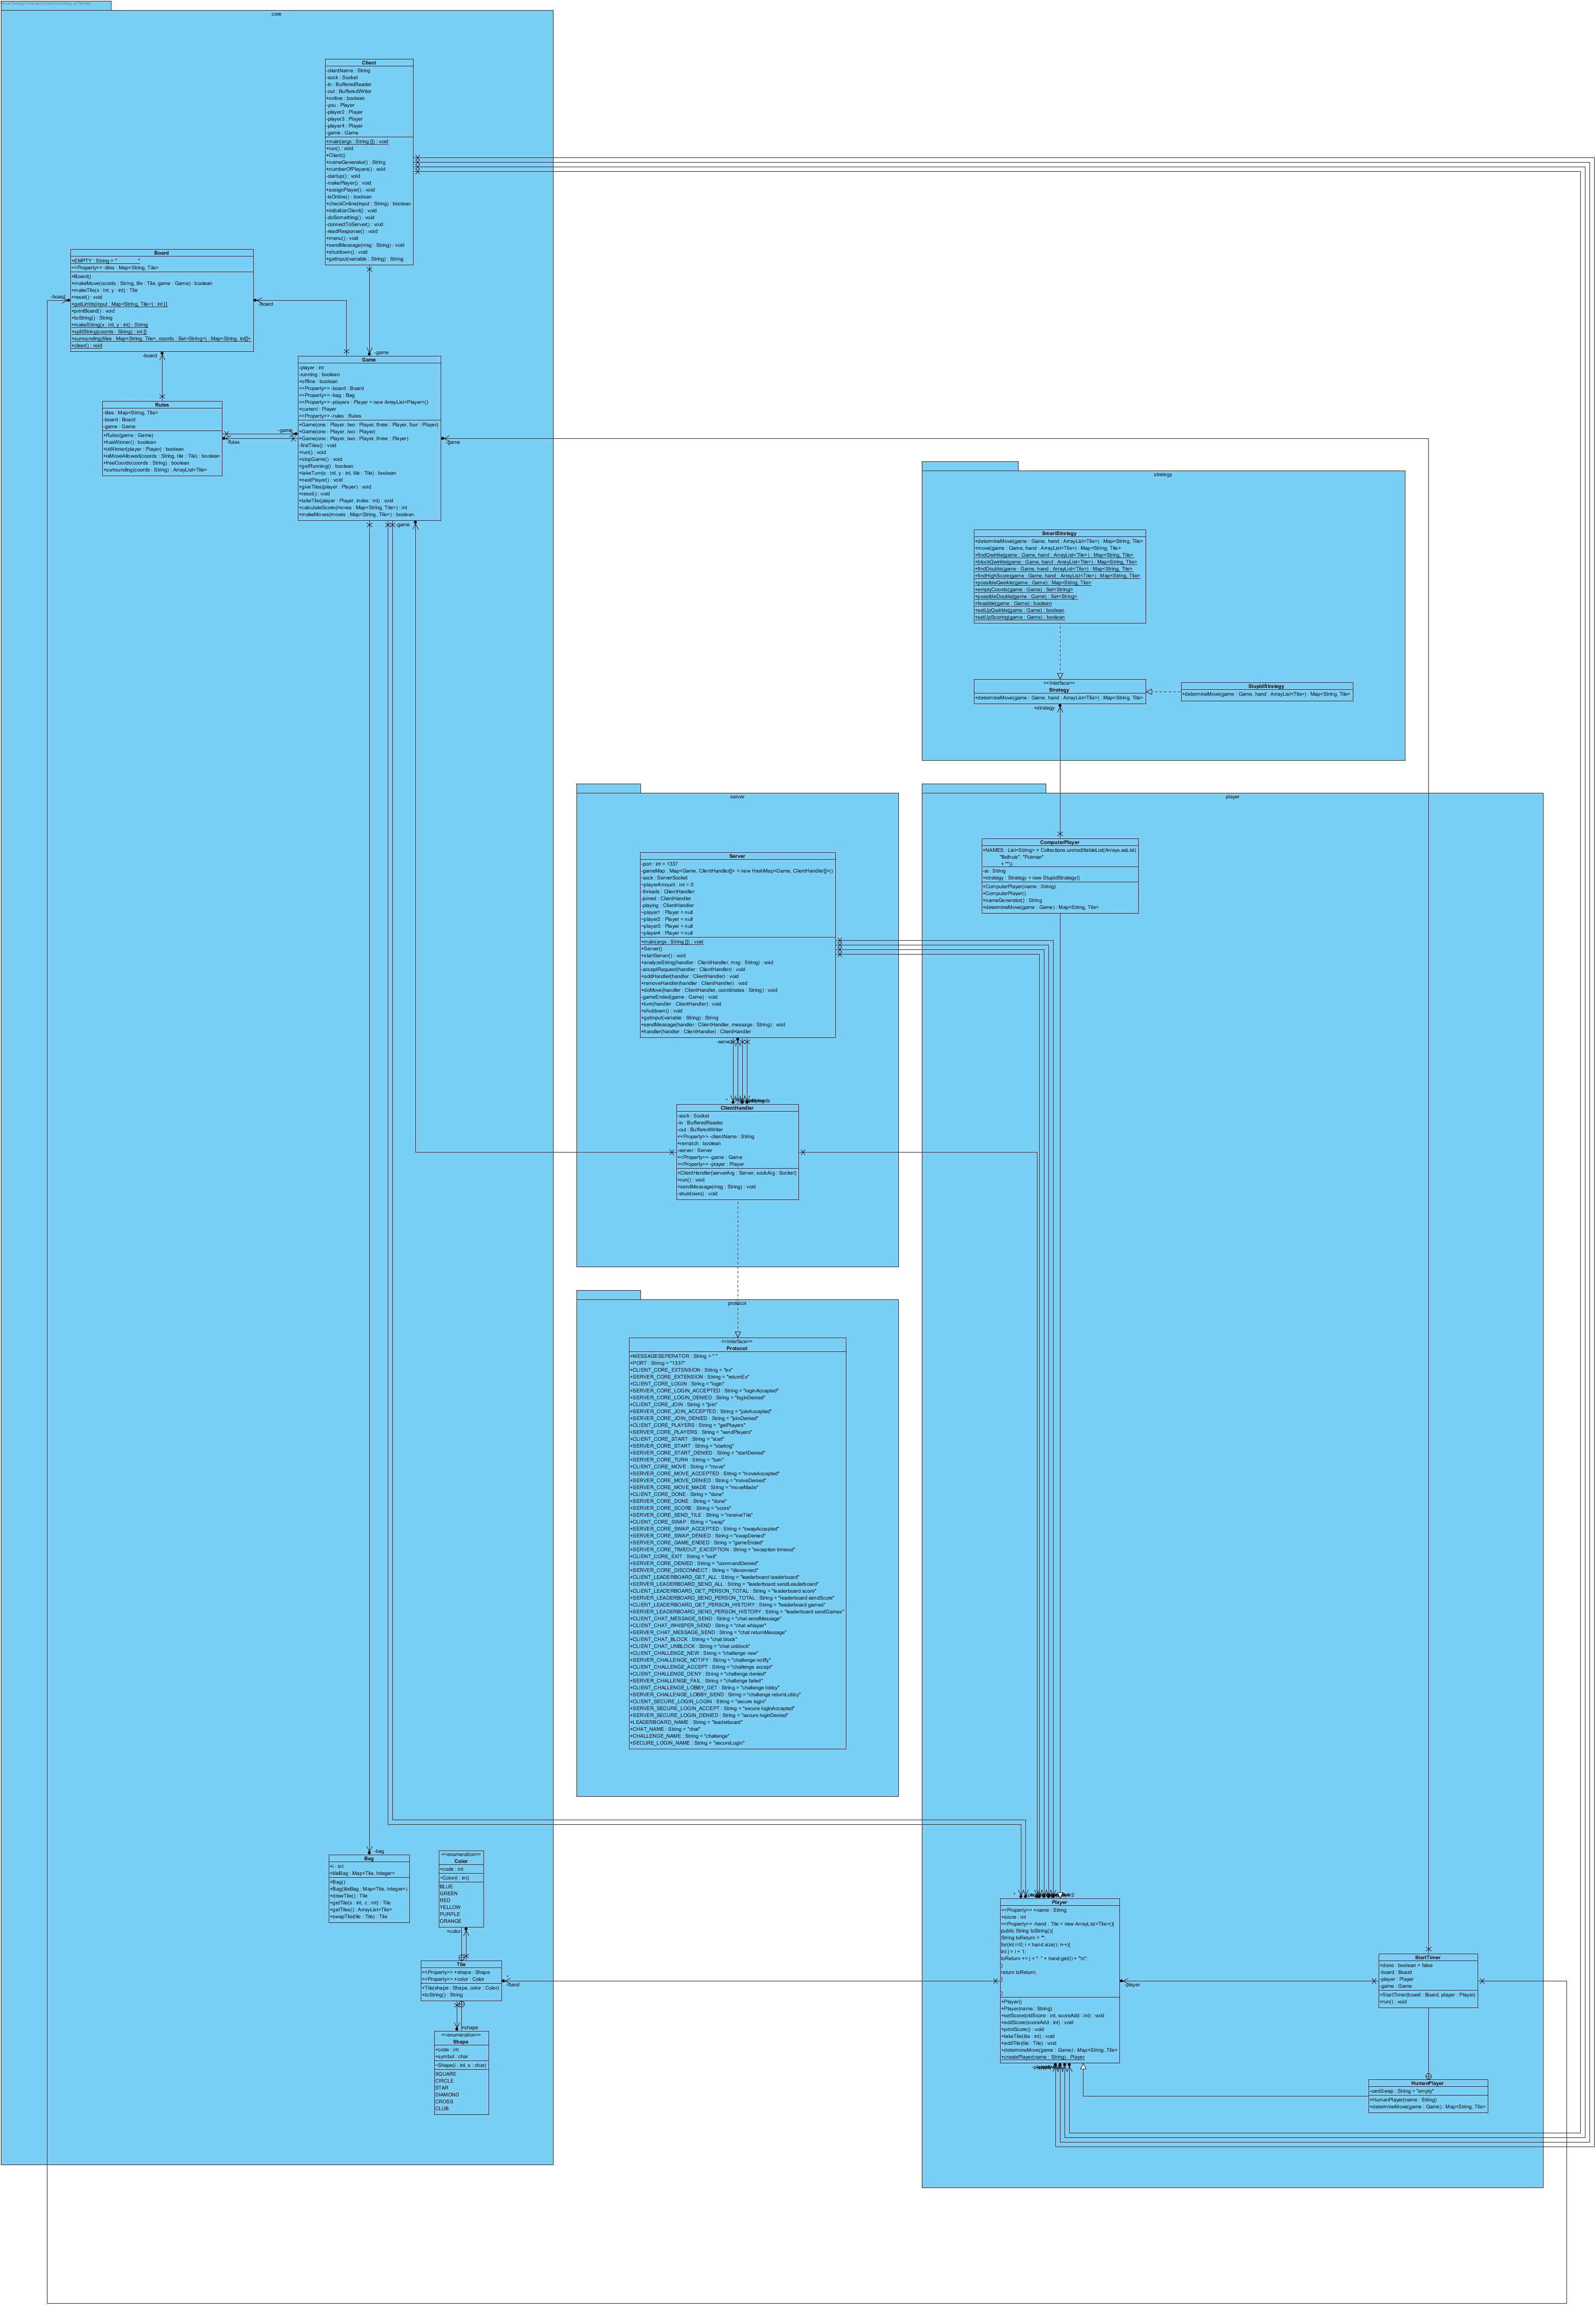 core
Client
-clientName : String
-sock : Socket
-in : BufferedReader
-out : BufferedWriter
+online : boolean
-you : Player
-player2 : Player
-player3 : Player
-player4 : Player
-game : Game
+main(args : String []) : void
+run() : void
+Client()
+nameGenerator() : String
+numberOfPlayers() : void
-startup() : void
-makePlayer() : void
+assignPlayer() : void
-isOnline() : boolean
+checkOnline(input : String) : boolean
+initializeClient() : void
-doSomething() : void
-connectToServer() : void
-readResponse() : void
+menu() : void
+sendMessage(msg : String) : void
+shutdown() : void
+getInput(variable : String) : String
Board
+EMPTY : String = " "
<<Property>> -tiles : Map<String, Tile>
+Board()
+makeMove(coords : String, tile : Tile, game : Game) : boolean
+makeTile(x : int, y : int) : Tile
+reset() : void
+getLimits(input : Map<String, Tile>) : int []
+printBoard() : void
+toString() : String
+makeString(x : int, y : int) : String
+splitString(coords : String) : int []
+surrounding(tiles : Map<String, Tile>, coords : Set<String>) : Map<String, int[]>
+clear() : void
-board
-board
-board
-game
Game
-player : int
-running : boolean
+offline : boolean
<<Property>> -board : Board
<<Property>> -bag : Bag
<<Property>> -players : Player = new ArrayList<Player>()
+current : Player
<<Property>> -rules : Rules
+Game(one : Player, two : Player, three : Player, four : Player)
+Game(one : Player, two : Player)
+Game(one : Player, two : Player, three : Player)
-firstTiles() : void
+run() : void
+stopGame() : void
+getRunning() : boolean
+takeTurn(x : int, y : int, tile : Tile) : boolean
+nextPlayer() : void
+giveTiles(player : Player) : void
+reset() : void
+takeTile(player : Player, index : int) : void
+calculateScore(moves : Map<String, Tile>) : int
+makeMoves(moves : Map<String, Tile>) : boolean
Rules
-tiles : Map<String, Tile>
-board : Board
-game : Game
+Rules(game : Game)
+hasWinner() : boolean
+isWinner(player : Player) : boolean
+isMoveAllowed(coords : String, tile : Tile) : boolean
+freeCoords(coords : String) : boolean
+surrounding(coords : String) : ArrayList<Tile>
-game
-rules
-game
-game
strategy
SmartStrategy
+determineMove(game : Game, hand : ArrayList<Tile>) : Map<String, Tile>
+move(game : Game, hand : ArrayList<Tile>) : Map<String, Tile>
+findQwirkle(game : Game, hand : ArrayList<Tile>) : Map<String, Tile>
+blockQwirkle(game : Game, hand : ArrayList<Tile>) : Map<String, Tile>
+findDouble(game : Game, hand : ArrayList<Tile>) : Map<String, Tile>
+findHighScore(game : Game, hand : ArrayList<Tile>) : Map<String, Tile>
+possibleQwirkle(game : Game) : Map<String, Tile>
+emptyCoords(game : Game) : Set<String>
+possibleDouble(game : Game) : Set<String>
+feasible(game : Game) : boolean
+setUpQwirkle(game : Game) : boolean
+setUpScoring(game : Game) : boolean
<<Interface>>
Strategy
+determineMove(game : Game, hand : ArrayList<Tile>) : Map<String, Tile>
StupidStrategy
+determineMove(game : Game, hand : ArrayList<Tile>) : Map<String, Tile>
+strategy
server
Server
-port : int = 1337
-gameMap : Map<Game, ClientHandler[]> = new HashMap<Game, ClientHandler[]>()
-sock : ServerSocket
~playerAmount : int = 0
-threads : ClientHandler
-joined : ClientHandler
-playing : ClientHandler
~player1 : Player = null
~player2 : Player = null
~player3 : Player = null
~player4 : Player = null
+main(args : String []) : void
+Server()
+startServer() : void
+analyzeString(handler : ClientHandler, msg : String) : void
-acceptRequest(handler : ClientHandler) : void
+addHandler(handler : ClientHandler) : void
+removeHandler(handler : ClientHandler) : void
+doMove(handler : ClientHandler, coordinates : String) : void
-gameEnded(game : Game) : void
+turn(handler : ClientHandler) : void
+shutdown() : void
+getInput(variable : String) : String
+sendMessage(handler : ClientHandler, message : String) : void
+handler(handler : ClientHandler) : ClientHandler
-server
*
ClientHandler
-sock : Socket
-in : BufferedReader
-out : BufferedWriter
<<Property>> -clientName : String
+rematch : boolean
-server : Server
<<Property>> -game : Game
<<Property>> -player : Player
+ClientHandler(serverArg : Server, sockArg : Socket)
+run() : void
+sendMessage(msg : String) : void
-shutdown() : void
player
ComputerPlayer
+NAMES : List<String> = Collections.unmodifiableList(Arrays.asList(
"Bolhuis", "Putman"
+ ""))
-ai : String
+strategy : Strategy = new StupidStrategy()
+ComputerPlayer(name : String)
+ComputerPlayer()
+nameGenerator() : String
+determineMove(game : Game) : Map<String, Tile>
protocol
<<Interface>>
Protocol
+MESSAGESEPERATOR : String = " "
+PORT : String = "1337"
+CLIENT_CORE_EXTENSION : String = "ex"
+SERVER_CORE_EXTENSION : String = "returnEx"
+CLIENT_CORE_LOGIN : String = "login"
+SERVER_CORE_LOGIN_ACCEPTED : String = "loginAccepted"
+SERVER_CORE_LOGIN_DENIED : String = "loginDenied"
+CLIENT_CORE_JOIN : String = "join"
+SERVER_CORE_JOIN_ACCEPTED : String = "joinAccepted"
+SERVER_CORE_JOIN_DENIED : String = "joinDenied"
+CLIENT_CORE_PLAYERS : String = "getPlayers"
+SERVER_CORE_PLAYERS : String = "sendPlayers"
+CLIENT_CORE_START : String = "start"
+SERVER_CORE_START : String = "starting"
+SERVER_CORE_START_DENIED : String = "startDenied"
+SERVER_CORE_TURN : String = "turn"
+CLIENT_CORE_MOVE : String = "move"
+SERVER_CORE_MOVE_ACCEPTED : String = "moveAccepted"
+SERVER_CORE_MOVE_DENIED : String = "moveDenied"
+SERVER_CORE_MOVE_MADE : String = "moveMade"
+CLIENT_CORE_DONE : String = "done"
+SERVER_CORE_DONE : String = "done"
+SERVER_CORE_SCORE : String = "score"
+SERVER_CORE_SEND_TILE : String = "receiveTile"
+CLIENT_CORE_SWAP : String = "swap"
+SERVER_CORE_SWAP_ACCEPTED : String = "swapAccepted"
+SERVER_CORE_SWAP_DENIED : String = "swapDenied"
+SERVER_CORE_GAME_ENDED : String = "gameEnded"
+SERVER_CORE_TIMEOUT_EXCEPTION : String = "exception timeout"
+CLIENT_CORE_EXIT : String = "exit"
+SERVER_CORE_DENIED : String = "commandDenied"
+SERVER_CORE_DISCONNECT : String = "disconnect"
+CLIENT_LEADERBOARD_GET_ALL : String = "leaderboard leaderboard"
+SERVER_LEADERBOARD_SEND_ALL : String = "leaderboard sendLeaderboard"
+CLIENT_LEADERBOARD_GET_PERSON_TOTAL : String = "leaderboard score"
+SERVER_LEADERBOARD_SEND_PERSON_TOTAL : String = "leaderboard sendScore"
+CLIENT_LEADERBOARD_GET_PERSON_HISTORY : String = "leaderboard games"
+SERVER_LEADERBOARD_SEND_PERSON_HISTORY : String = "leaderboard sendGames"
+CLIENT_CHAT_MESSAGE_SEND : String = "chat sendMessage"
+CLIENT_CHAT_WHISPER_SEND : String = "chat whisper"
+SERVER_CHAT_MESSAGE_SEND : String = "chat returnMessage"
+CLIENT_CHAT_BLOCK : String = "chat block"
+CLIENT_CHAT_UNBLOCK : String = "chat unblock"
+CLIENT_CHALLENGE_NEW : String = "challenge new"
+SERVER_CHALLENGE_NOTIFY : String = "challenge notify"
+CLIENT_CHALLENGE_ACCEPT : String = "challenge accept"
+CLIENT_CHALLENGE_DENY : String = "challenge denied"
+SERVER_CHALLENGE_FAIL : String = "challenge failed"
+CLIENT_CHALLENGE_LOBBY_GET : String = "challenge lobby"
+SERVER_CHALLENGE_LOBBY_SEND : String = "challenge returnLobby"
+CLIENT_SECURE_LOGIN_LOGIN : String = "secure login"
+SERVER_SECURE_LOGIN_ACCEPT : String = "secure loginAccepted"
+SERVER_SECURE_LOGIN_DENIED : String = "secure loginDenied"
+LEADERBOARD_NAME : String = "leaderboard"
+CHAT_NAME : String = "chat"
+CHALLENGE_NAME : String = "challenge"
+SECURE_LOGIN_NAME : String = "secureLogin"
-bag
Bag
+i : int
+tileBag : Map<Tile, Integer>
+Bag()
+Bag(tileBag : Map<Tile, Integer>)
+drawTile() : Tile
+getTile(s : int, c : int) : Tile
+getTiles() : ArrayList<Tile>
+swapTile(tile : Tile) : Tile
<<enumeration>>
Color
+code : int
~Color(i : int)
BLUE
GREEN
RED
YELLOW
PURPLE
ORANGE
+color
Tile
<<Property>> +shape : Shape
<<Property>> +color : Color
+Tile(shape : Shape, color : Color)
+toString() : String
*
-hand
+shape
<<enumeration>>
Shape
+code : int
+symbol : char
~Shape(i : int, s : char)
SQUARE
CIRCLE
STAR
DIAMOND
CROSS
CLUB
*
Player
<<Property>> +name : String
+score : int
<<Property>> -hand : Tile = new ArrayList<Tile>(){
public String toString(){
String toReturn = "";
for(int i=0; i < hand.size(); i++){
int j = i + 1;
toReturn += j + ": " + hand.get(i) + "\n";
}
return toReturn;
}
}
+Player()
+Player(name : String)
+setScore(oldScore : int, scoreAdd : int) : void
+addScore(scoreAdd : int) : void
+printScore() : void
+takeTile(tile : int) : void
+addTile(tile : Tile) : void
+determineMove(game : Game) : Map<String, Tile>
+createPlayer(name : String) : Player
-player
StartTimer
+done : boolean = false
-board : Board
-player : Player
-game : Game
+StartTimer(board : Board, player : Player)
+run() : void
HumanPlayer
-cantSwap : String = "empty"
+HumanPlayer(name : String)
+determineMove(game : Game) : Map<String, Tile>